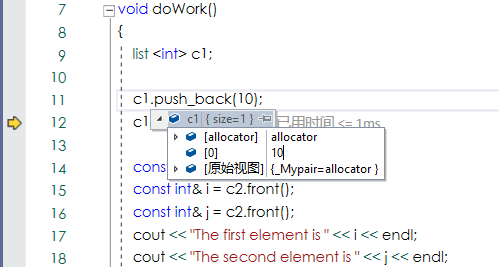 7 void doWork()
8 {
9 list <int> c1;
10
11 c1.push_back(10);
12 c1 c1 { size=1 } 已用时间 <= 1ms
13 [allocator] allocator
[0] 10
14 cons [原始视图] {_Mypair=allocator }
15 const int& i = c2.front();
16 const int& j = c2.front();
17 cout << "The first element is " << i << endl;
18 cout << "The second element is " << j << endl;